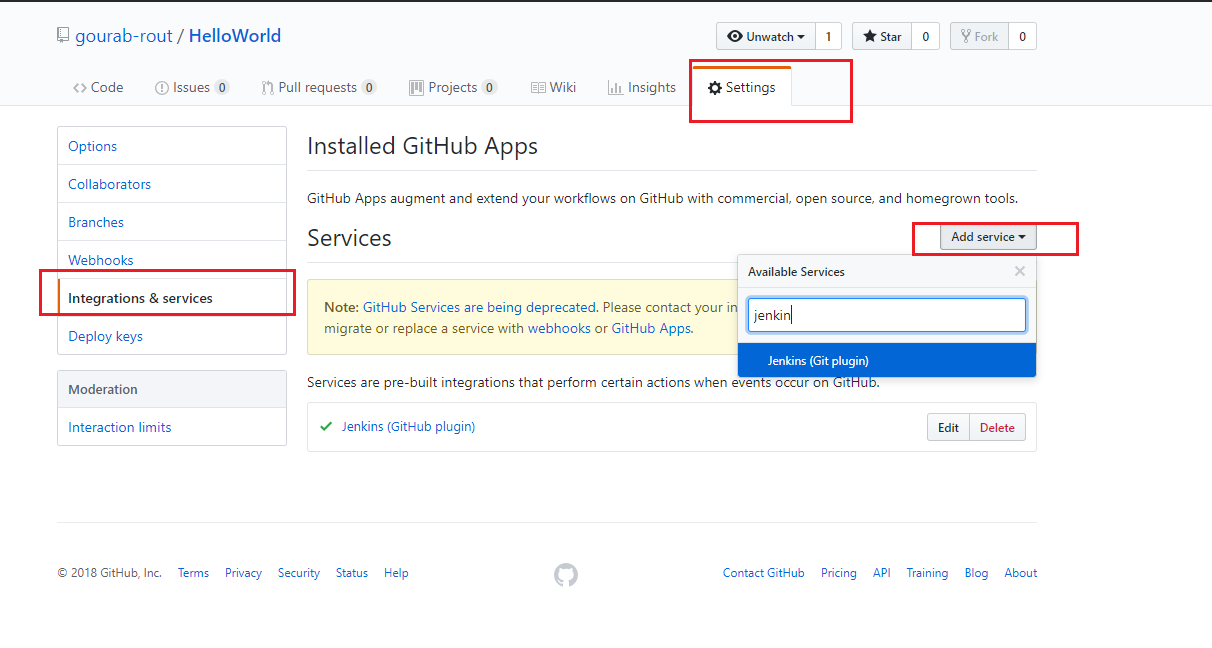 gourab-rout / HelloWorld
Unwatch 1 Star 0 Fork 0
Code Issues 0 Pull requests 0 Projects 0 Wiki Insights Settings
Options
Collaborators
Branches
Webhooks
Integrations & services
Deploy keys
Moderation
Interaction limits
Installed GitHub Apps
GitHub Apps augment and extend your workflows on GitHub with commercial, open source, and homegrown tools.
Services
Add service
Available Services
jenkin
Jenkins (Git plugin)
Note: GitHub Services are being deprecated. Please contact your in
migrate or replace a service with webhooks or GitHub Apps.
Services are pre-built integrations that perform certain actions when events occur on GitHub.
Jenkins (GitHub plugin)
Edit Delete
© 2018 GitHub, Inc. Terms Privacy Security Status Help
Contact GitHub Pricing API Training Blog About